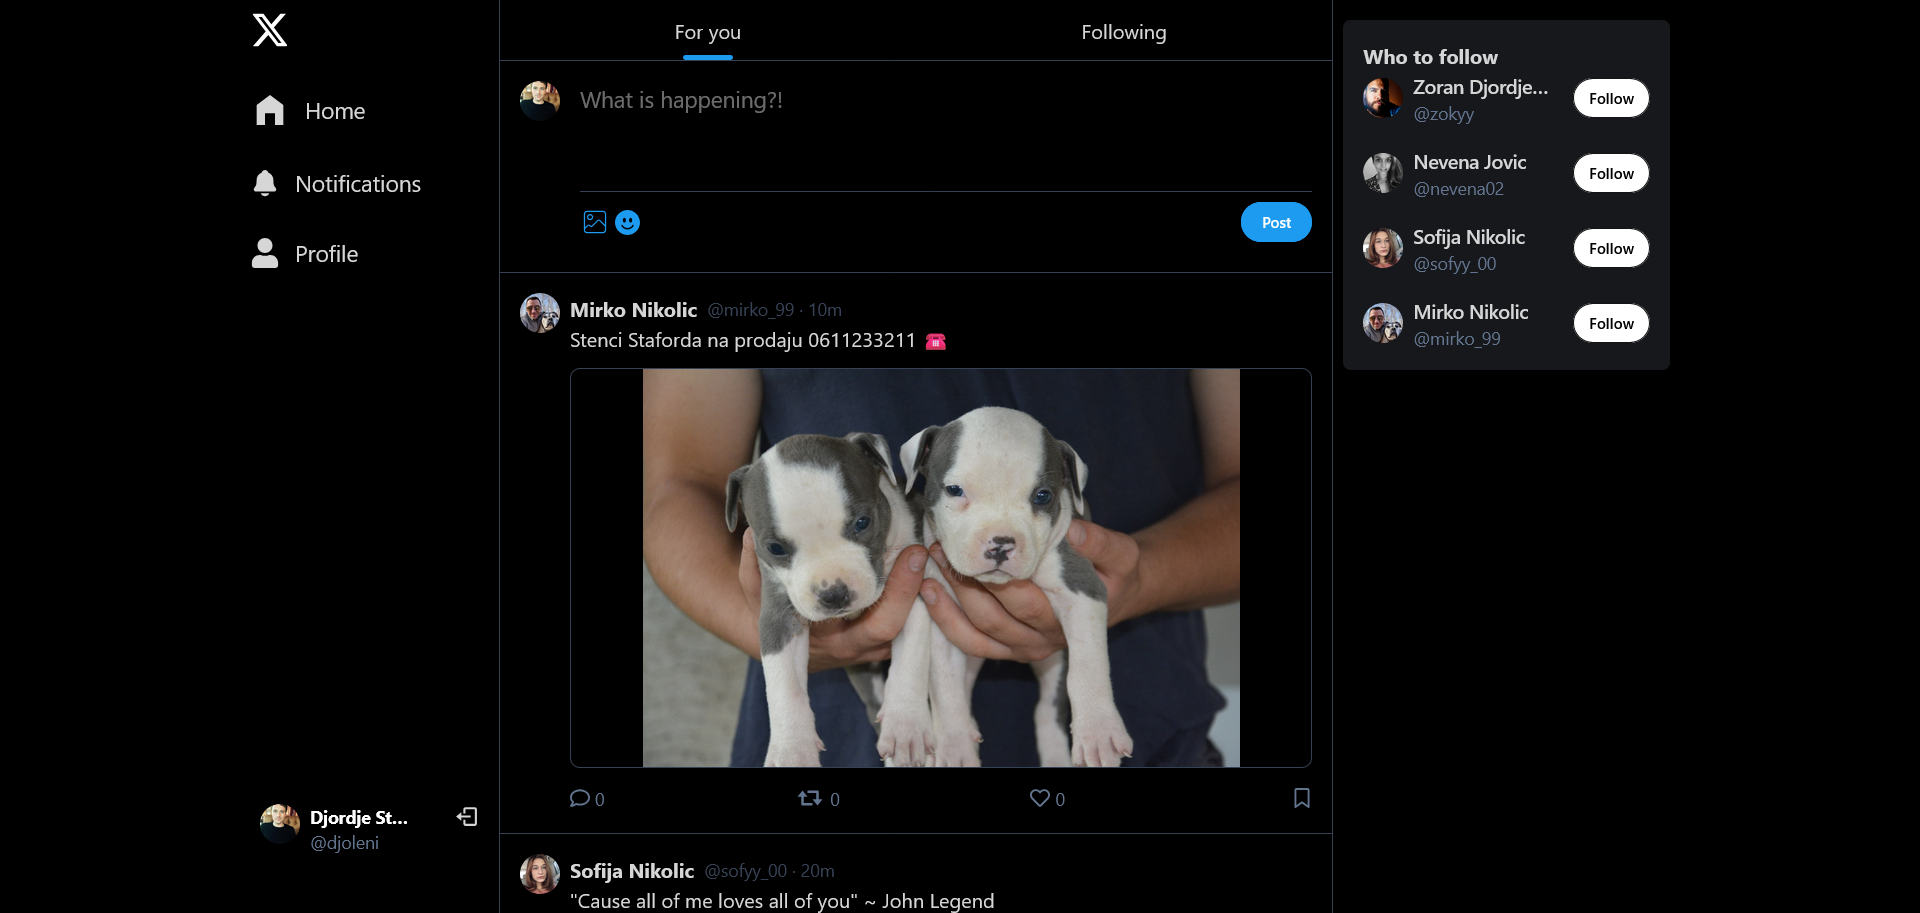 Home
Notifications
Profile
Djordje St...
@djoleni
For you
Following
What is happening?!
Post
Mirko Nikolic @mirko_99 · 10m
Stenci Staforda na prodaju 0611233211 ☎️
0 0 0
Sofija Nikolic @sofyy_00 · 20m
"Cause all of me loves all of you" ~ John Legend
Who to follow
Zoran Djordje...
@zokyy
Follow
Nevena Jovic
@nevena02
Follow
Sofija Nikolic
@sofyy_00
Follow
Mirko Nikolic
@mirko_99
Follow